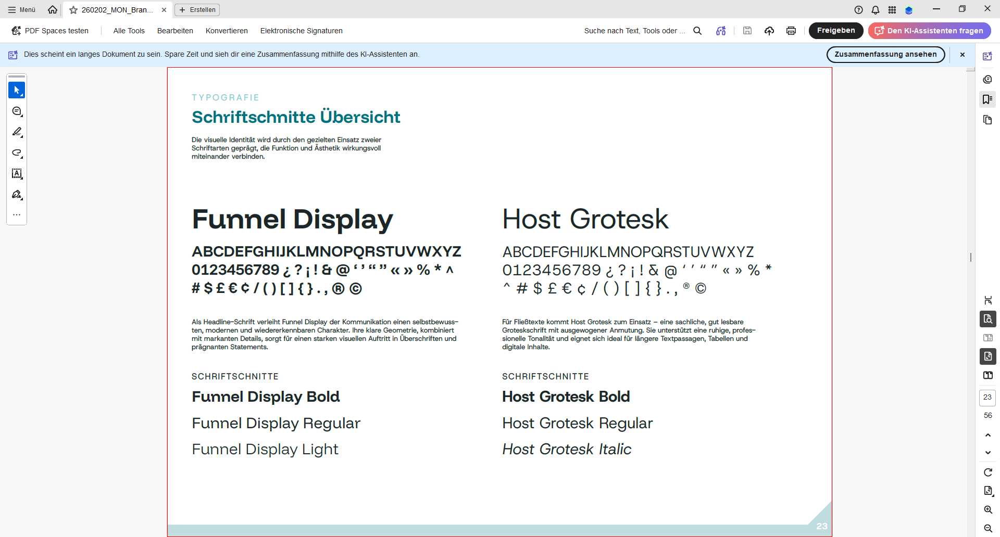 Menü
260202_MON_Bran...
Erstellen
PDF Spaces testen
Alle Tools
Bearbeiten
Konvertieren
Elektronische Signaturen
Suche nach Text, Tools oder ...
Freigeben
Den KI-Assistenten fragen
Dies scheint ein langes Dokument zu sein. Spare Zeit und sieh dir eine Zusammenfassung mithilfe des KI-Assistenten an.
Zusammenfassung ansehen
TYPOGRAFIE
Schriftschnitte Übersicht
Die visuelle Identität wird durch den gezielten Einsatz zweier
Schriftarten geprägt, die Funktion und Ästhetik wirkungsvoll
miteinander verbinden.
Funnel Display
ABCDEFGHIJKLMNOPQRSTUVWXYZ
0123456789 ¿ ? ¡ ! & @ ‘ ’ “ ” « » % * ^
# $ £ € ¢ / ( ) [ ] { } . , ® ©
Als Headline-Schrift verleiht Funnel Display der Kommunikation einen selbstbewuss-
ten, modernen und wiedererkennbaren Charakter. Ihre klare Geometrie, kombiniert
mit markanten Details, sorgt für einen starken visuellen Auftritt in Überschriften und
prägnanten Statements.
SCHRIFTSCHNITTE
Funnel Display Bold
Funnel Display Regular
Funnel Display Light
Host Grotesk
ABCDEFGHIJKLMNOPQRSTUVWXYZ
0123456789 ¿ ? ¡ ! & @ ‘ ’ “ ” « » % *
^ # $ £ € ¢ / ( ) [ ] { } . , ® ©
Für Fließtexte kommt Host Grotesk zum Einsatz – eine sachliche, gut lesbare
Groteskschrift mit ausgewogener Anmutung. Sie unterstützt eine ruhige, profes-
sionelle Tonalität und eignet sich ideal für längere Textpassagen, Tabellen und
digitale Inhalte.
SCHRIFTSCHNITTE
Host Grotesk Bold
Host Grotesk Regular
Host Grotesk Italic
23
23
56